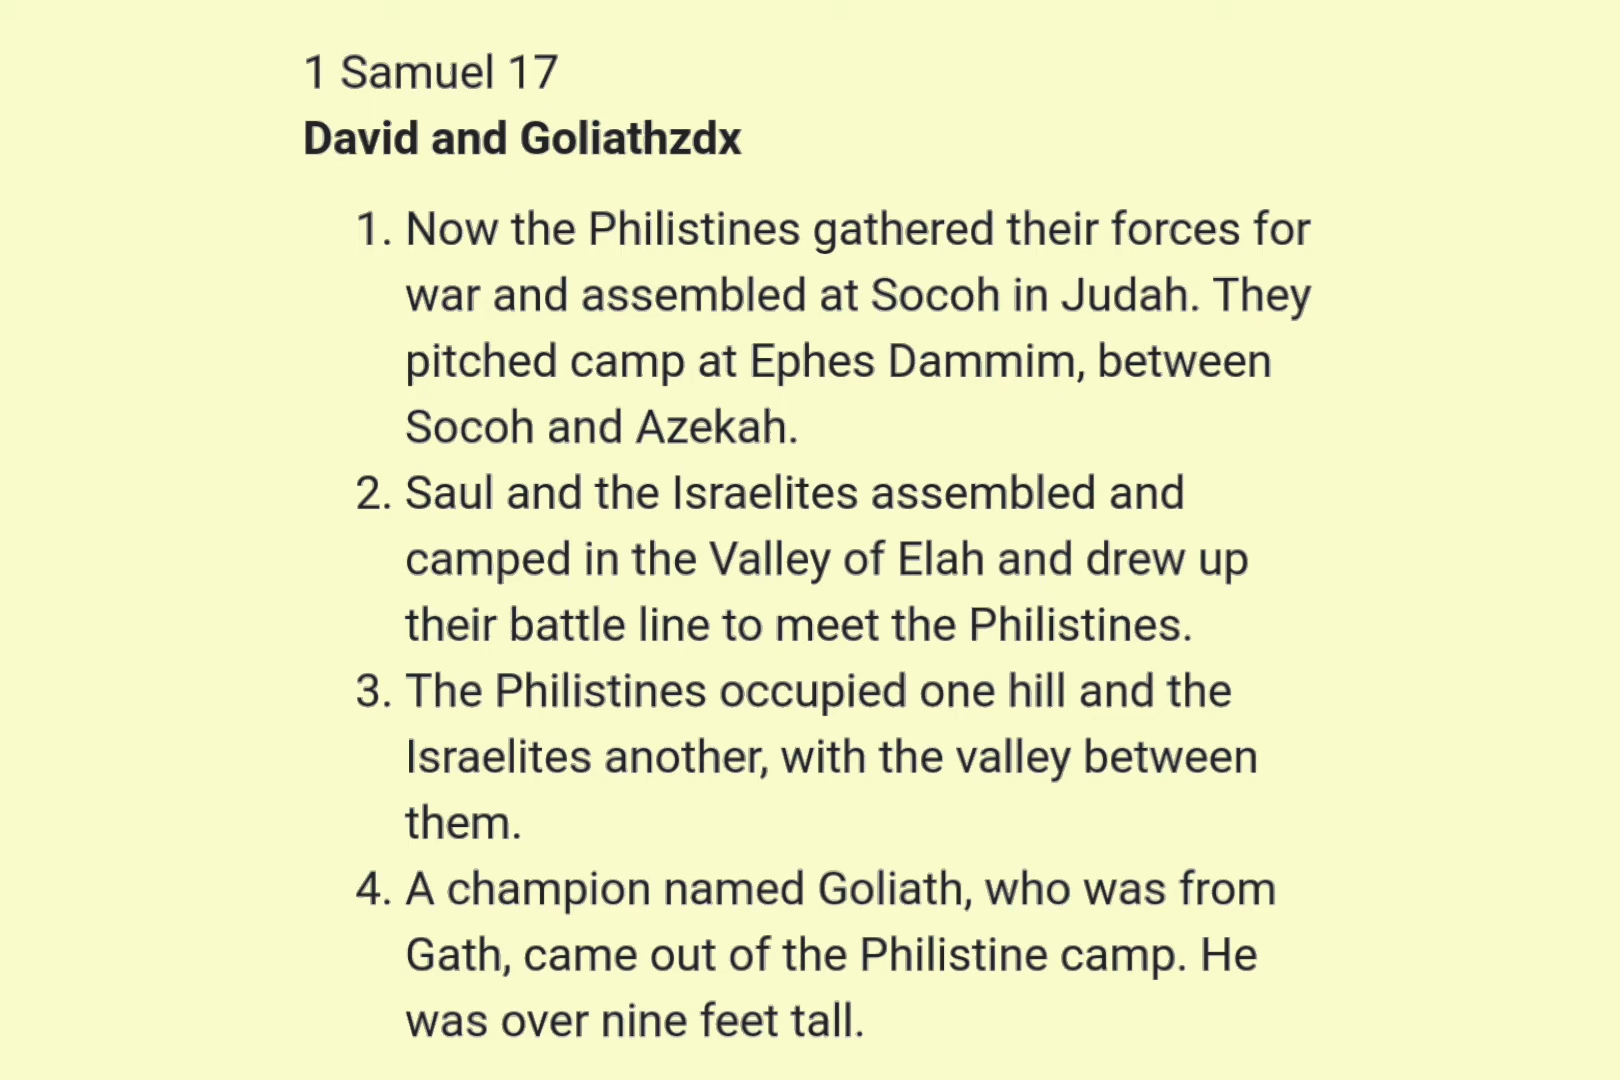 1 Samuel 17
David and Goliathzdx
1. Now the Philistines gathered their forces for
war and assembled at Socoh in Judah. They
pitched camp at Ephes Dammim, between
Socoh and Azekah.
2. Saul and the Israelites assembled and
camped in the Valley of Elah and drew up
their battle line to meet the Philistines.
3. The Philistines occupied one hill and the
Israelites another, with the valley between
them.
4. A champion named Goliath, who was from
Gath, came out of the Philistine camp. He
was over nine feet tall.